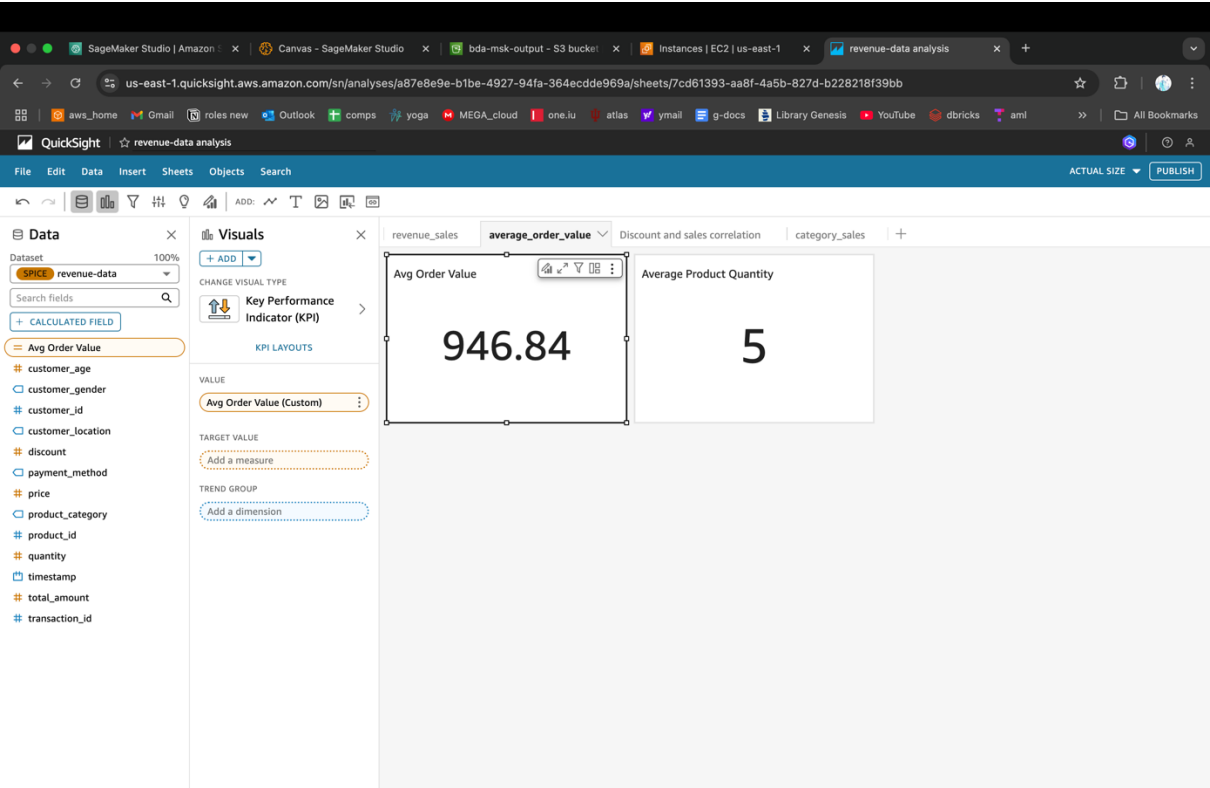 SageMaker Studio | Amazon S
Canvas - SageMaker Studio
bda-msk-output - S3 bucket
Instances | EC2 | us-east-1
revenue-data analysis
us-east-1.quicksight.aws.amazon.com/sn/analyses/a87e8e9e-b1be-4927-94fa-364ecdde969a/sheets/7cd61393-aa8f-4a5b-827d-b228218f39bb
aws_home
Gmail
roles new
Outlook
comps
yoga
MEGA_cloud
one.iu
atlas
ymail
g-docs
Library Genesis
YouTube
dbricks
aml
All Bookmarks
QuickSight
revenue-data analysis
File Edit Data Insert Sheets Objects Search
ACTUAL SIZE
PUBLISH
ADD:
Data
Dataset 100%
SPICE revenue-data
Search fields
+ CALCULATED FIELD
Avg Order Value
customer_age
customer_gender
customer_id
customer_location
discount
payment_method
price
product_category
product_id
quantity
timestamp
total_amount
transaction_id
Visuals
+ ADD
CHANGE VISUAL TYPE
Key Performance
Indicator (KPI)
KPI LAYOUTS
VALUE
Avg Order Value (Custom)
TARGET VALUE
Add a measure
TREND GROUP
Add a dimension
revenue_sales
average_order_value
Discount and sales correlation
category_sales
Avg Order Value
946.84
Average Product Quantity
5